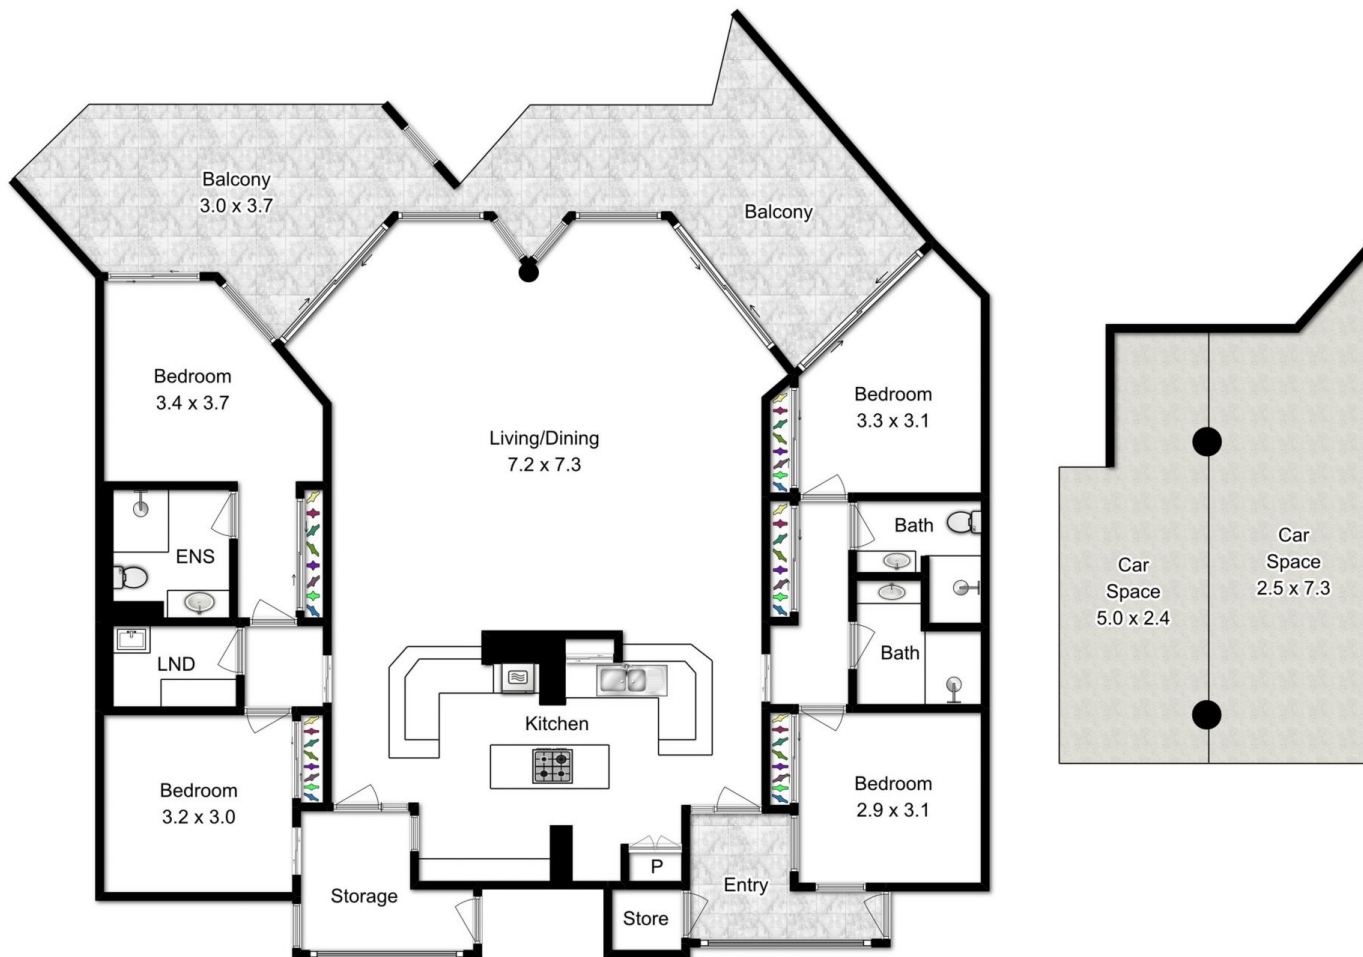 Balcony
3.0 x 3.7
Balcony
Bedroom
3.4 x 3.7
Living/Dining
7.2 x 7.3
Bedroom
3.3 x 3.1
ENS
Bath
LND
Bath
Kitchen
Bedroom
3.2 x 3.0
Bedroom
2.9 x 3.1
P
Entry
Storage
Store
Car
Space
5.0 x 2.4
Car
Space
2.5 x 7.3